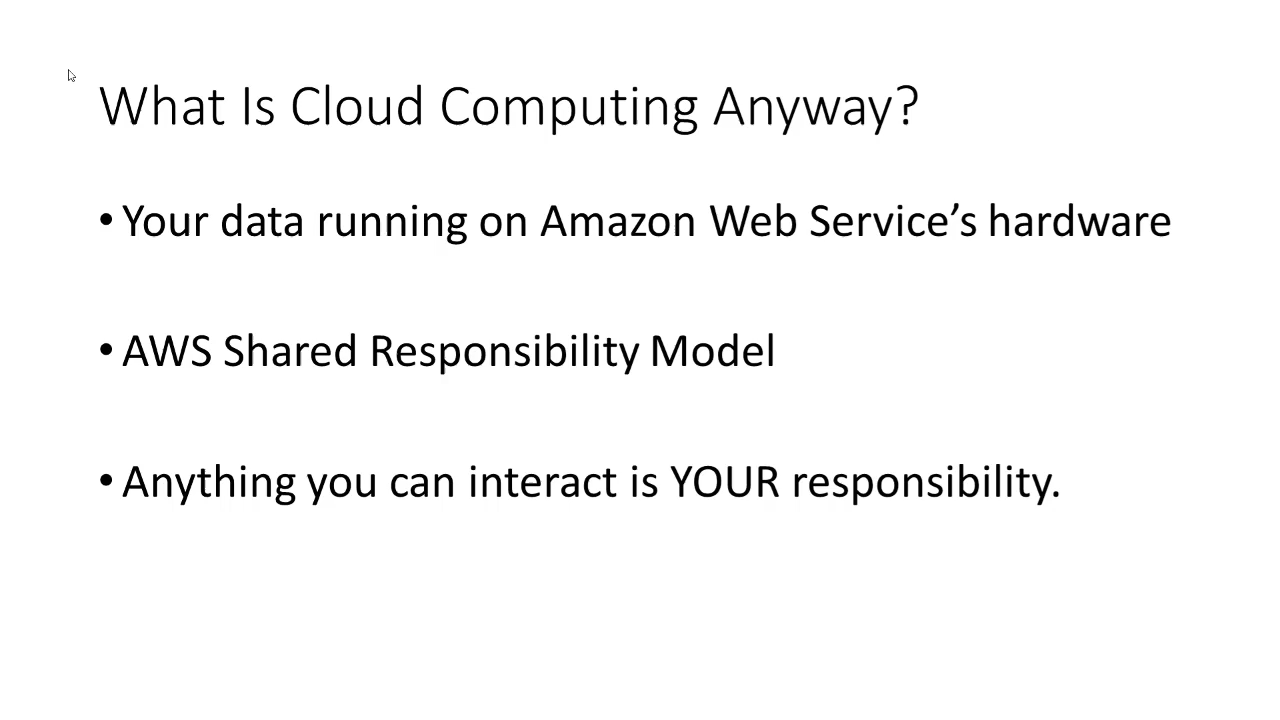 What Is Cloud Computing Anyway?
• Your data running on Amazon Web Service’s hardware
• AWS Shared Responsibility Model
• Anything you can interact is YOUR responsibility.